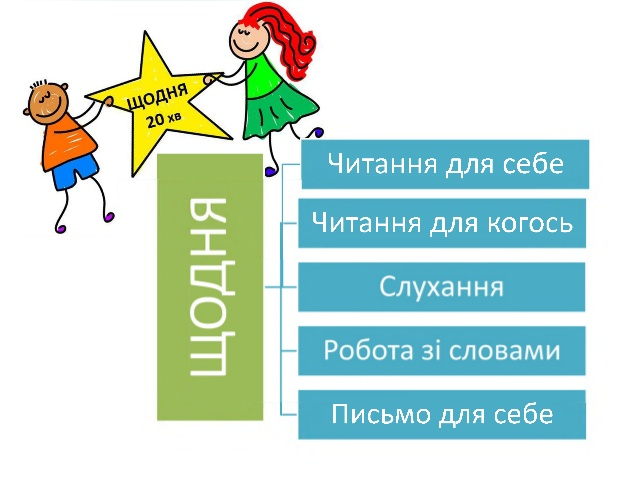 ЩОДНЯ
20 хв
ЩОДНЯ
Читання для себе
Читання для когось
Слухання
Робота зі словами
Письмо для себе